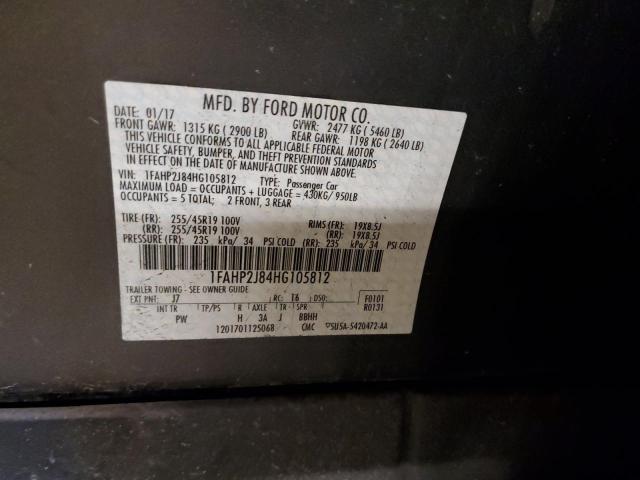 MFD. BY FORD MOTOR CO.
DATE: 01/17 GVWR: 2477 KG ( 5460 LB)
FRONT GAWR: 1315 KG ( 2900 LB) REAR GAWR: 1198 KG ( 2640 LB)
THIS VEHICLE CONFORMS TO ALL APPLICABLE FEDERAL MOTOR
VEHICLE SAFETY, BUMPER, AND THEFT PREVENTION STANDARDS
IN EFFECT ON THE DATE OF MANUFACTURE SHOWN ABOVE.
VIN: 1FAHP2J84HG105812 TYPE: Passenger Car
MAXIMUM LOAD = OCCUPANTS + LUGGAGE = 430KG/ 950LB
OCCUPANTS = 5 TOTAL; 2 FRONT, 3 REAR
TIRE (FR): 255/45R19 100V RIMS (FR): 19X8.5J
(RR): 255/45R19 100V (RR): 19X8.5J
PRESSURE (FR): 235 kPa/ 34 PSI COLD (RR): 235 kPa/ 34 PSI COLD
1FAHP2J84HG105812
TRAILER TOWING - SEE OWNER GUIDE
EXT PNT: J7 RC: T6 DSO: F0101
INT TR TP/PS R AXLE TR SPR R0131
PW H 3A J BBHH
1201701125068 CMC ▽SU5A-5420472-AA